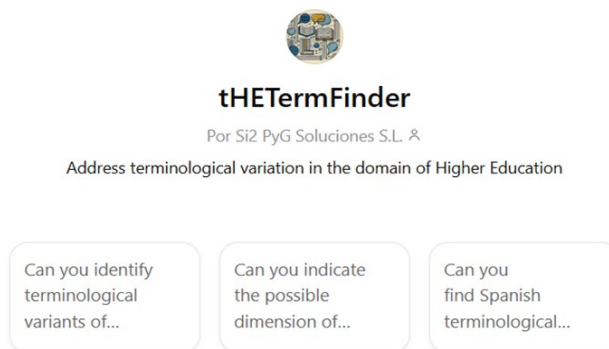 tHETermFinder
Por Si2 PyG Soluciones S.L.
Address terminological variation in the domain of Higher Education
Can you identify
terminological
variants of...
Can you indicate
the possible
dimension of...
Can you
find Spanish
terminological...